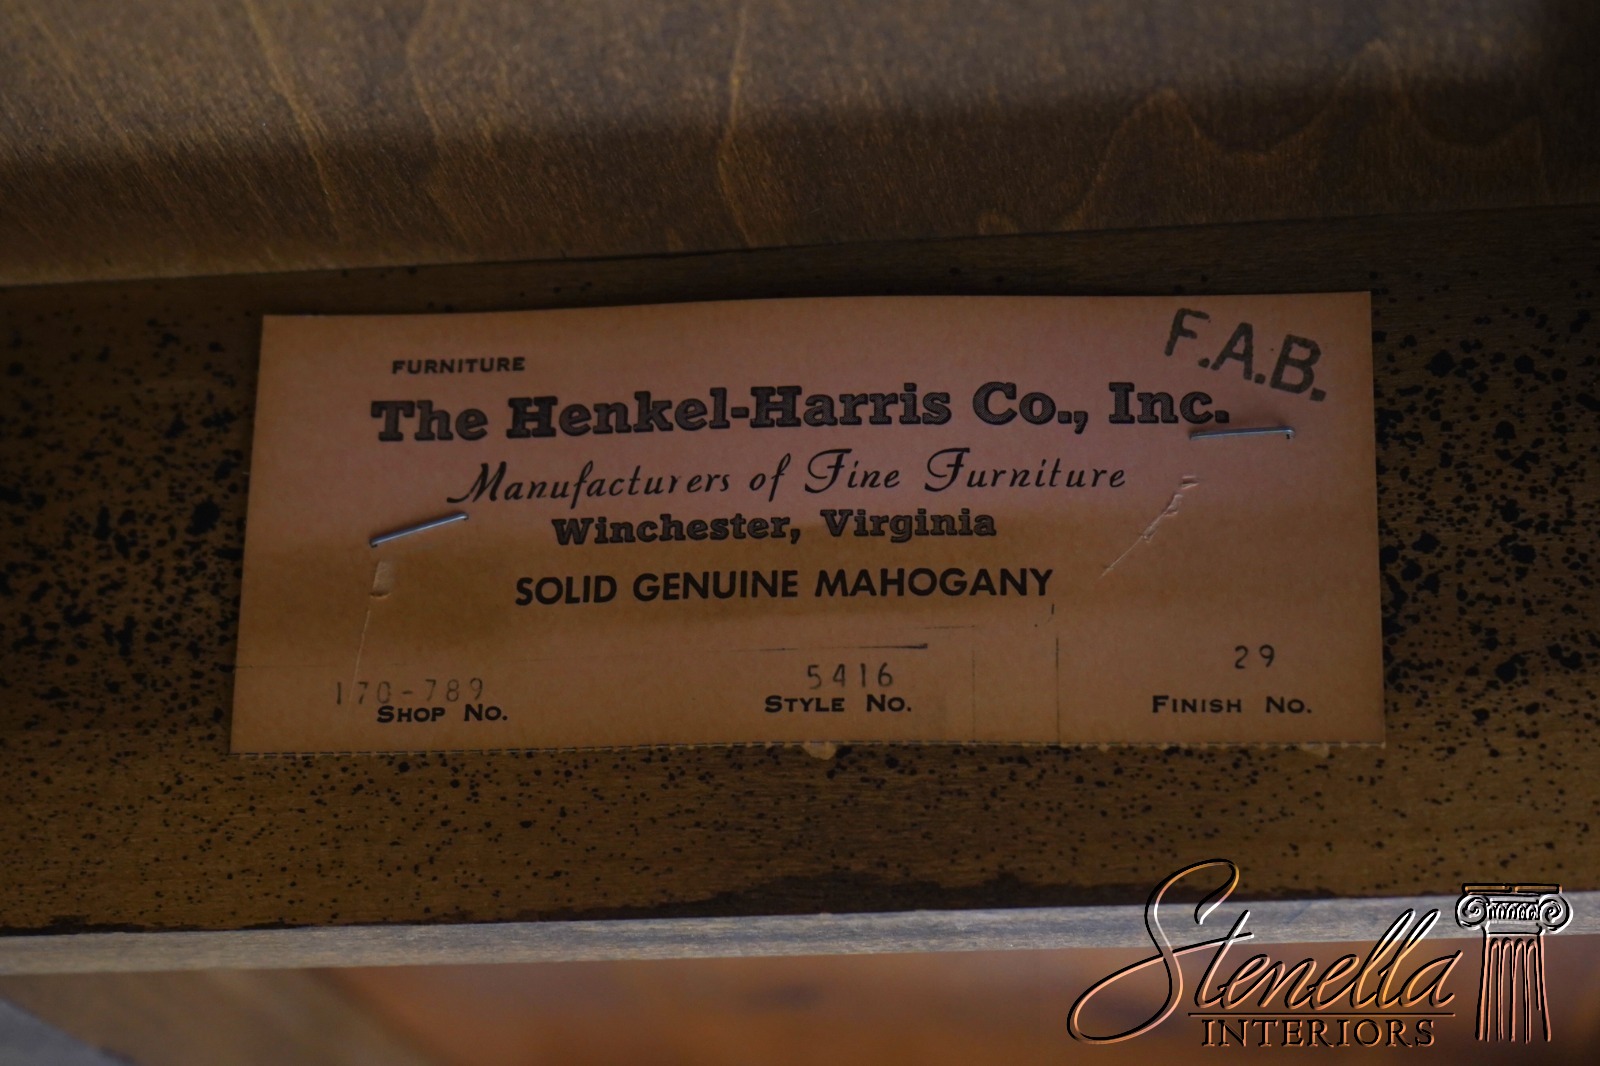 F.A.B.
FURNITURE
The Henkel-Harris Co., Inc.
Manufacturers of Fine Furniture
Winchester, Virginia
SOLID GENUINE MAHOGANY
170-789 5416 29
SHOP NO. STYLE NO. FINISH NO.
Stenella
INTERIORS